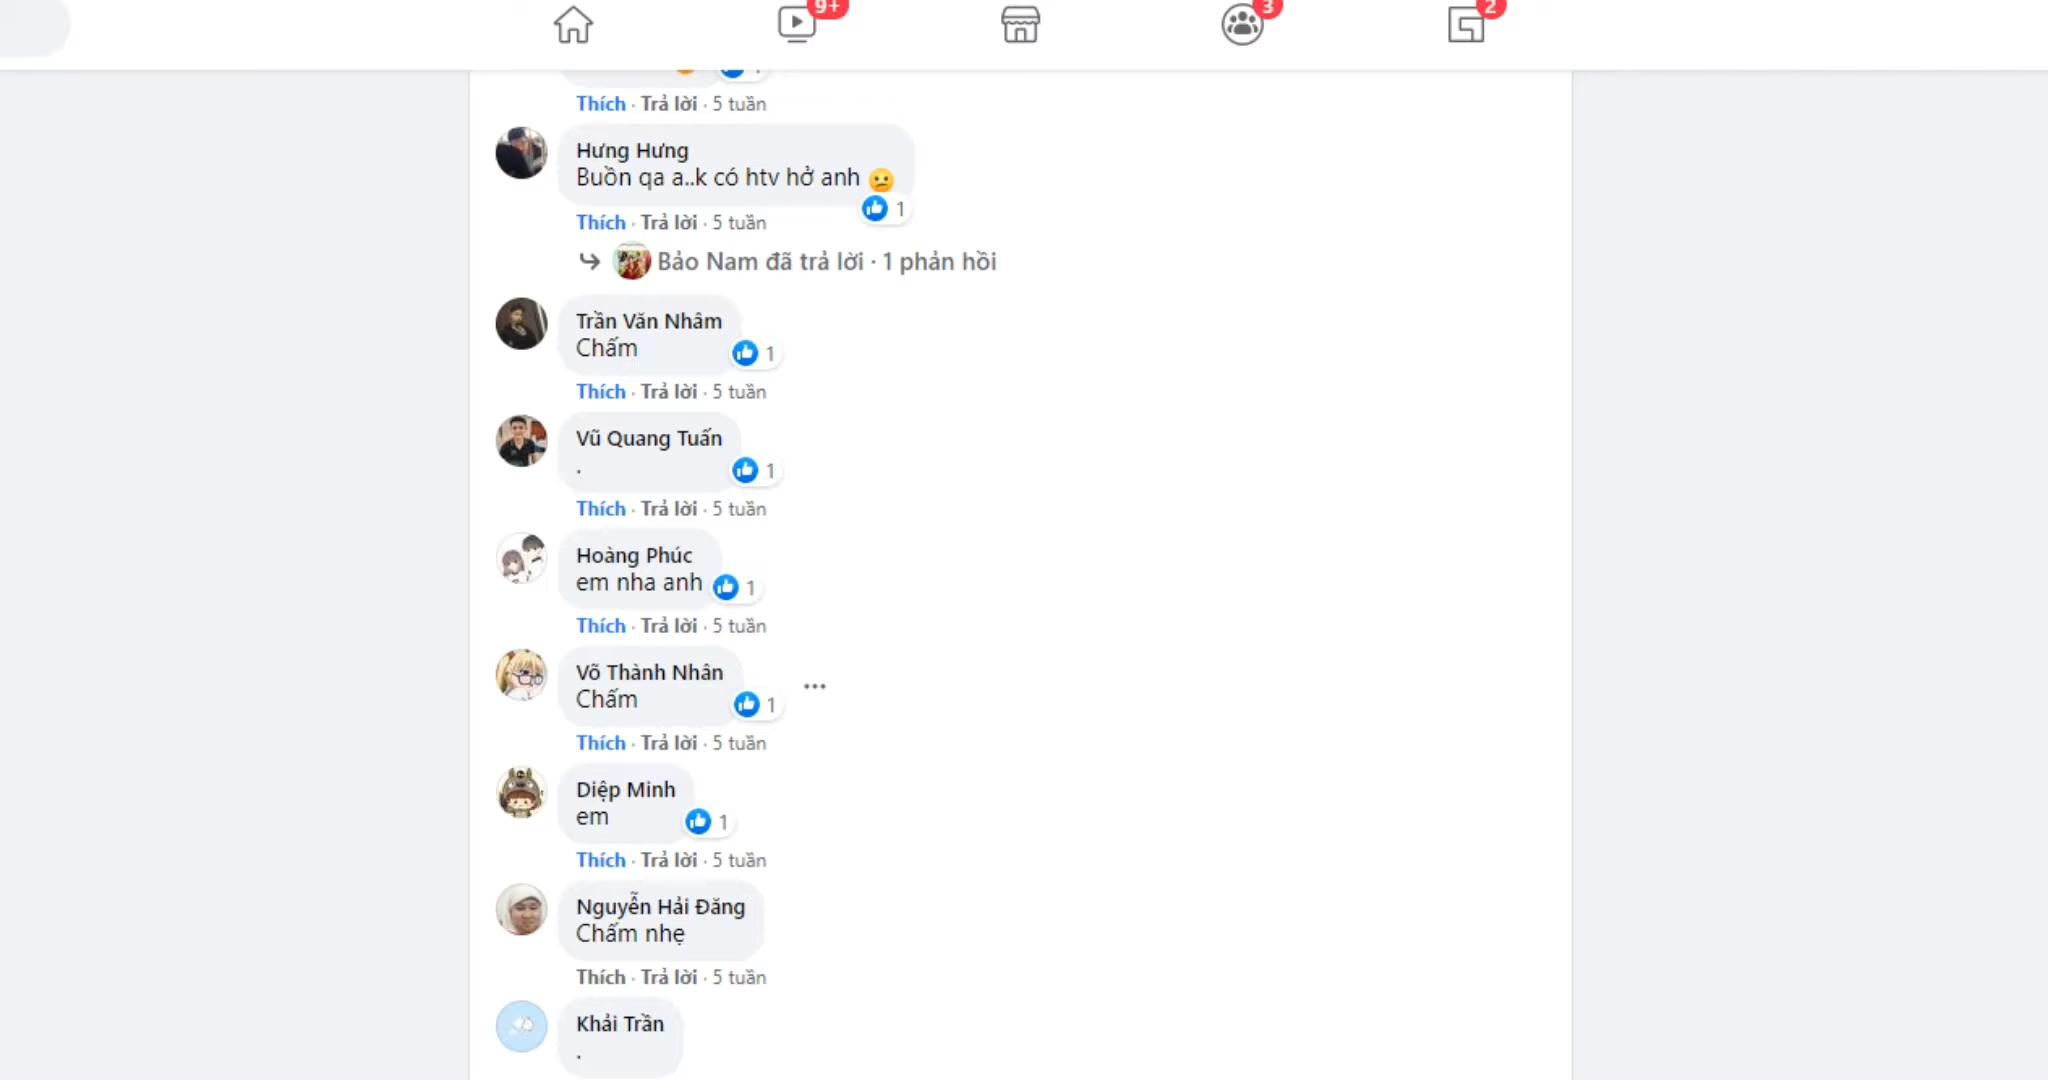 9+
3
2
Thích · Trả lời · 5 tuần
Hưng Hưng
Buồn qa a..k có htv hở anh
1
Thích · Trả lời · 5 tuần
Bảo Nam đã trả lời · 1 phản hồi
Trần Văn Nhâm
Chấm
1
Thích · Trả lời · 5 tuần
Vũ Quang Tuấn
.
1
Thích · Trả lời · 5 tuần
Hoàng Phúc
em nha anh
1
Thích · Trả lời · 5 tuần
Võ Thành Nhân
Chấm
1
Thích · Trả lời · 5 tuần
Diệp Minh
em
1
Thích · Trả lời · 5 tuần
Nguyễn Hải Đăng
Chấm nhẹ
Thích · Trả lời · 5 tuần
Khải Trần
.